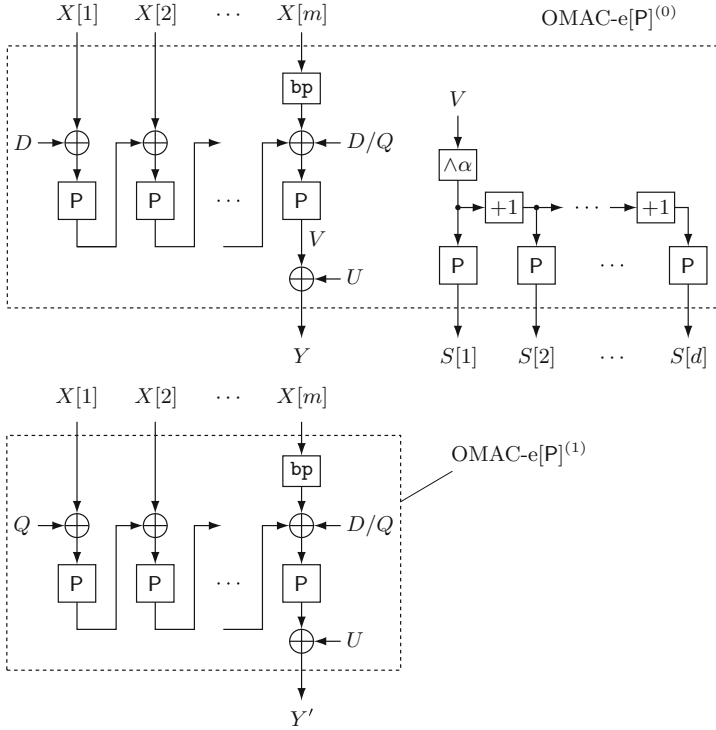 X[1] X[2] ··· X[m] OMAC-e[P]^(0)
bp
V
D D/Q
∧α
P P ··· P +1 ··· +1
V P P ··· P
U
Y S[1] S[2] ··· S[d]
X[1] X[2] ··· X[m]
OMAC-e[P]^(1)
bp
Q D/Q
P P ··· P
U
Y′